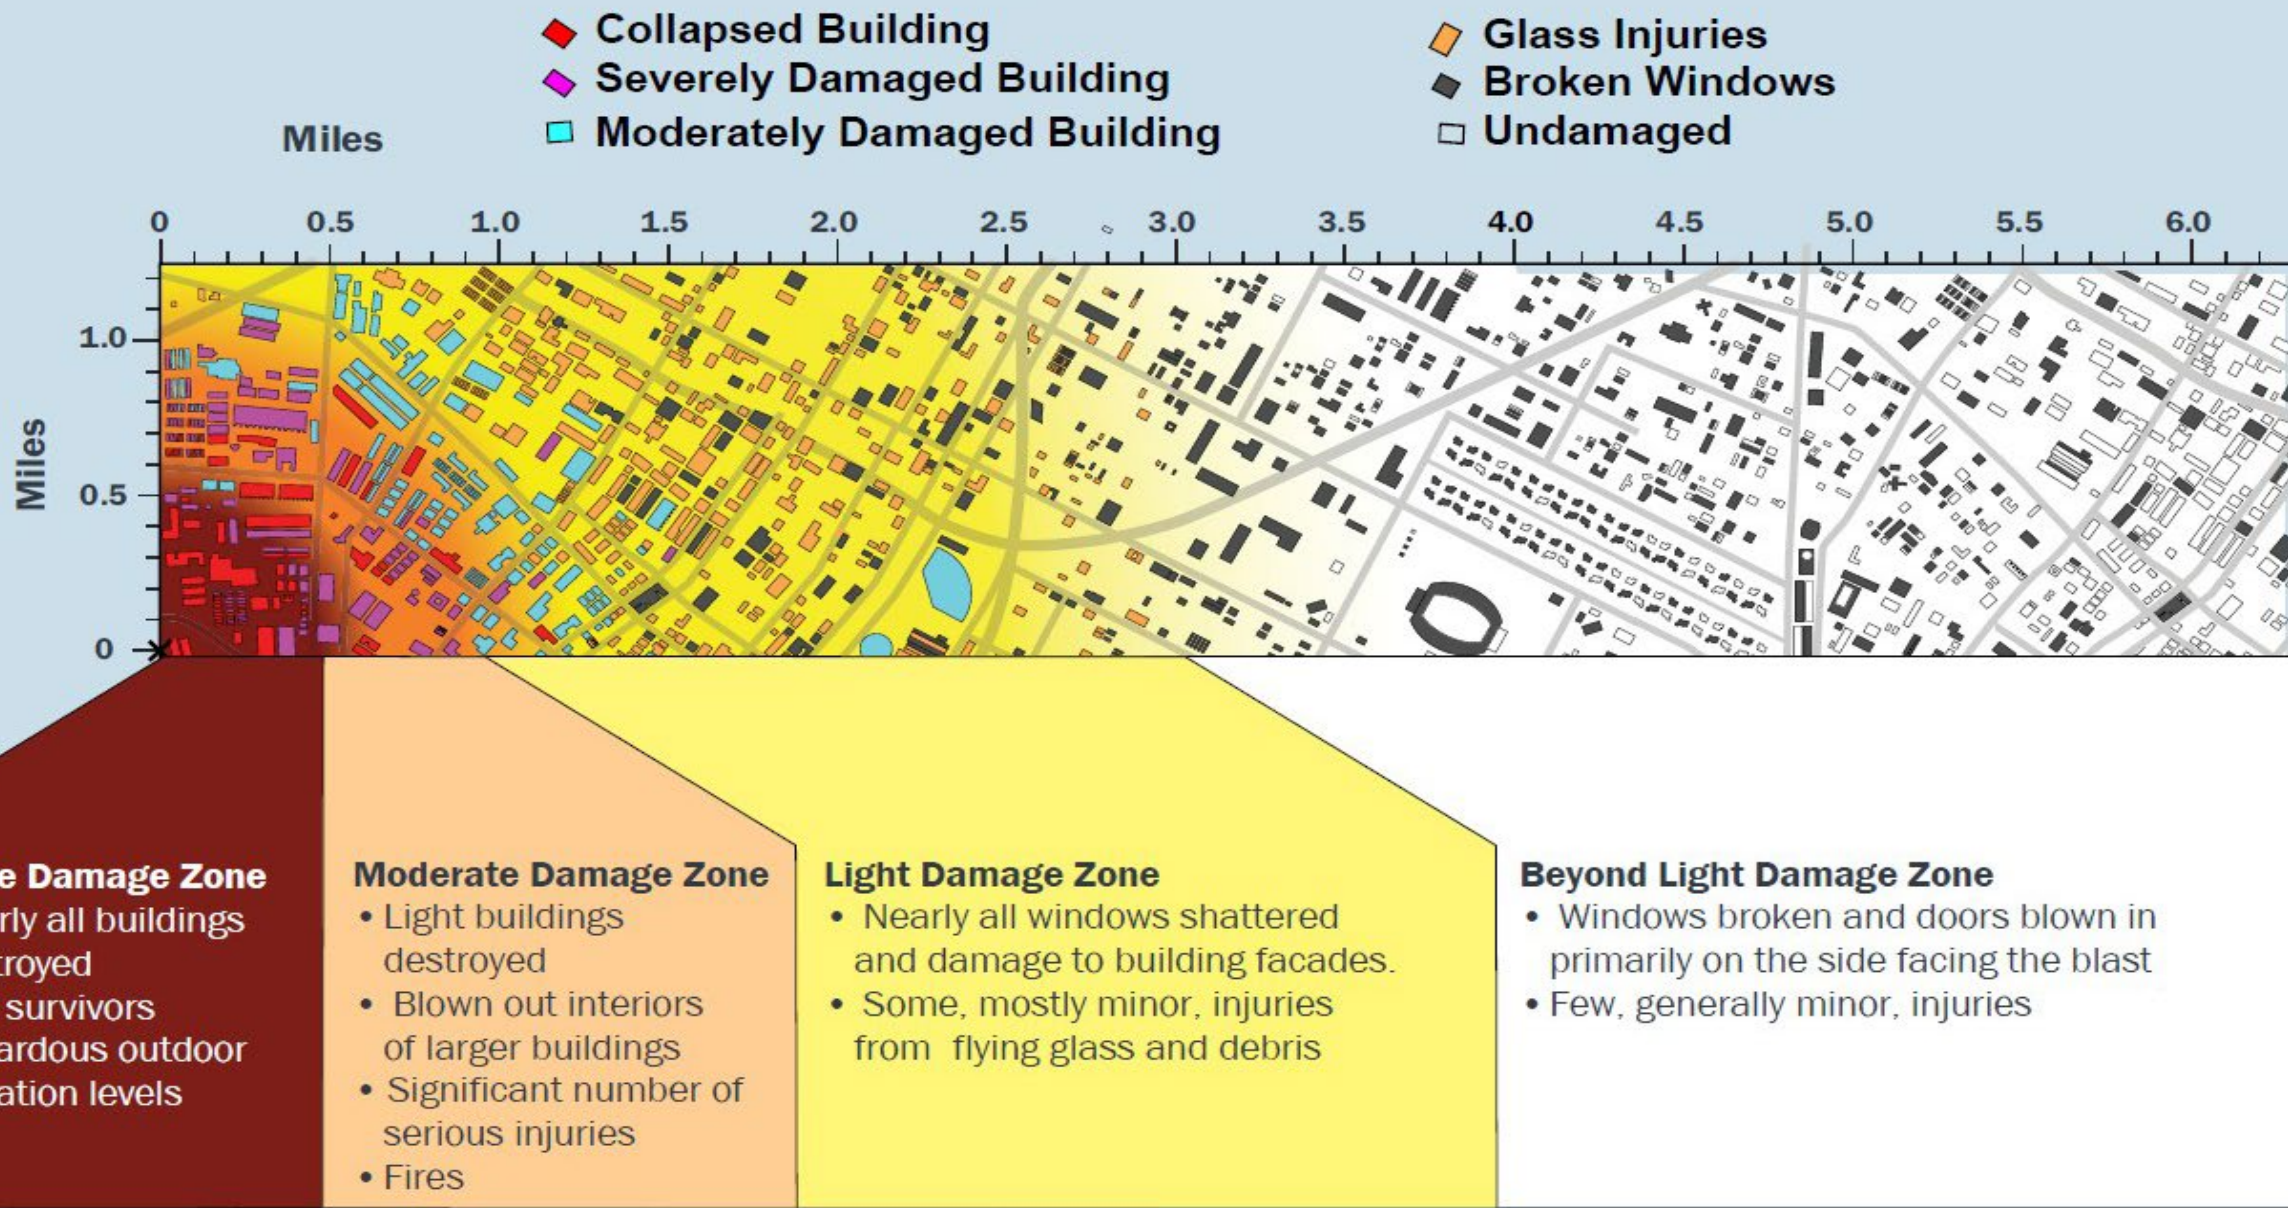 Collapsed Building
Severely Damaged Building
Moderately Damaged Building
Glass Injuries
Broken Windows
Undamaged
Miles
0 0.5 1.0 1.5 2.0 2.5 3.0 3.5 4.0 4.5 5.0 5.5 6.0
Miles
1.0
0.5
0
e Damage Zone
rly all buildings
troyed
survivors
ardous outdoor
ation levels
Moderate Damage Zone
• Light buildings
destroyed
• Blown out interiors
of larger buildings
• Significant number of
serious injuries
• Fires
Light Damage Zone
• Nearly all windows shattered
and damage to building facades.
• Some, mostly minor, injuries
from flying glass and debris
Beyond Light Damage Zone
• Windows broken and doors blown in
primarily on the side facing the blast
• Few, generally minor, injuries